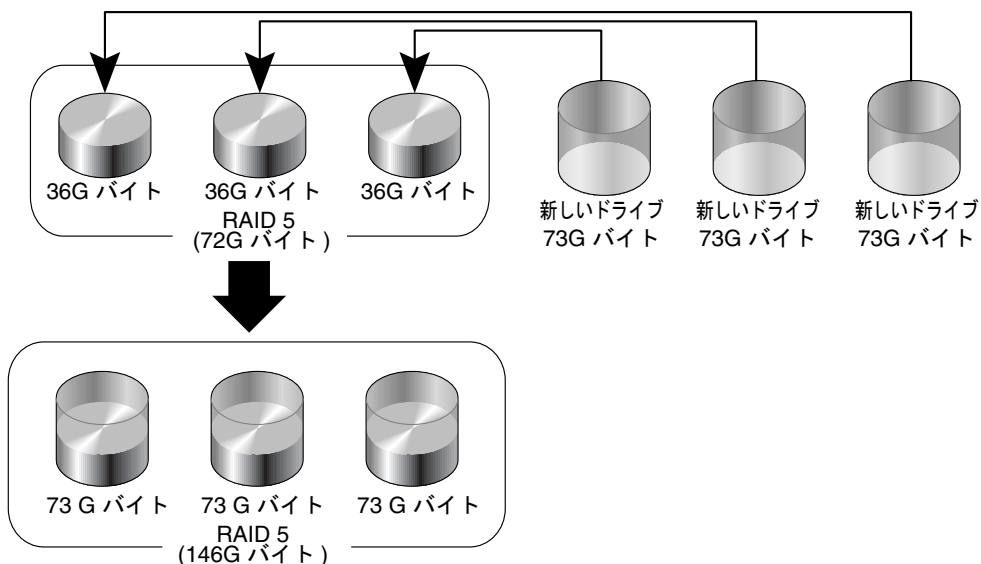 36G バイト 36G バイト 36G バイト
RAID 5
(72G バイト )
新しいドライブ 新しいドライブ 新しいドライブ
73G バイト 73G バイト 73G バイト
73 G バイト 73 G バイト 73 G バイト
RAID 5
(146G バイト )